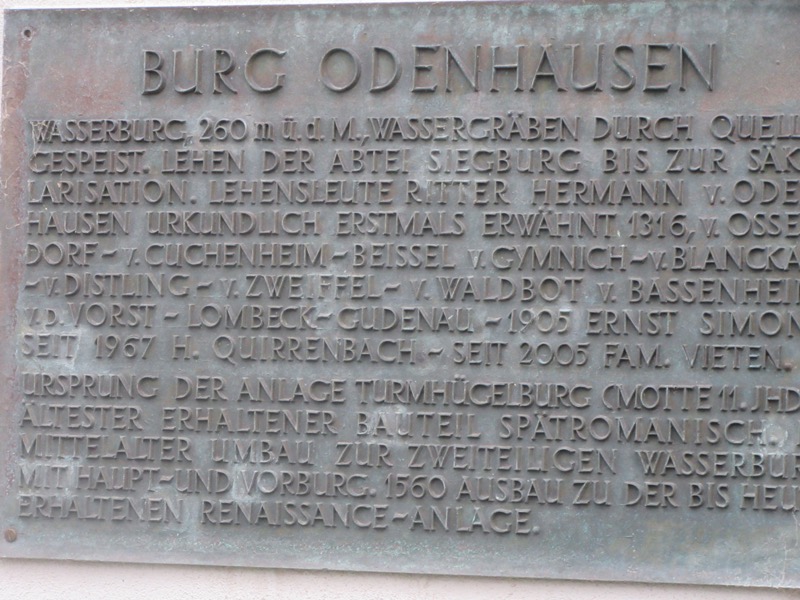 BURG ODENHAUSEN
WASSERBURG, 260 m ü. d. M., WASSERGRÄBEN DURCH QUELL
GESPEIST. LEHEN DER ABTEI SIEGBURG BIS ZUR SÄK
LARISATION. LEHENSLEUTE RITTER HERMANN v. ODE
HAUSEN URKUNDLICH ERSTMALS ERWÄHNT 1316, v. OSSE
DORF ~ v. CUCHENHEIM ~ BEISSEL v. GYMNICH ~ v. BLANCKA
~ v. DISTLING ~ v. ZWEIFFEL ~ v. WALDBOT v. BASSENHEIM
v. d. VORST ~ LOMBECK ~ GUDENAU ~ 1905 ERNST SIMON
SEIT 1967 H. QUIRRENBACH ~ SEIT 2005 FAM. VIETEN.
URSPRUNG DER ANLAGE TURMHÜGELBURG (MOTTE 11. JHD
ÄLTESTER ERHALTENER BAUTEIL SPÄTROMANISCH.
MITTELALTER UMBAU ZUR ZWEITEILIGEN WASSERBUR
MIT HAUPT- UND VORBURG. 1560 AUSBAU ZU DER BIS HEU
ERHALTENEN RENAISSANCE ~ ANLAGE.